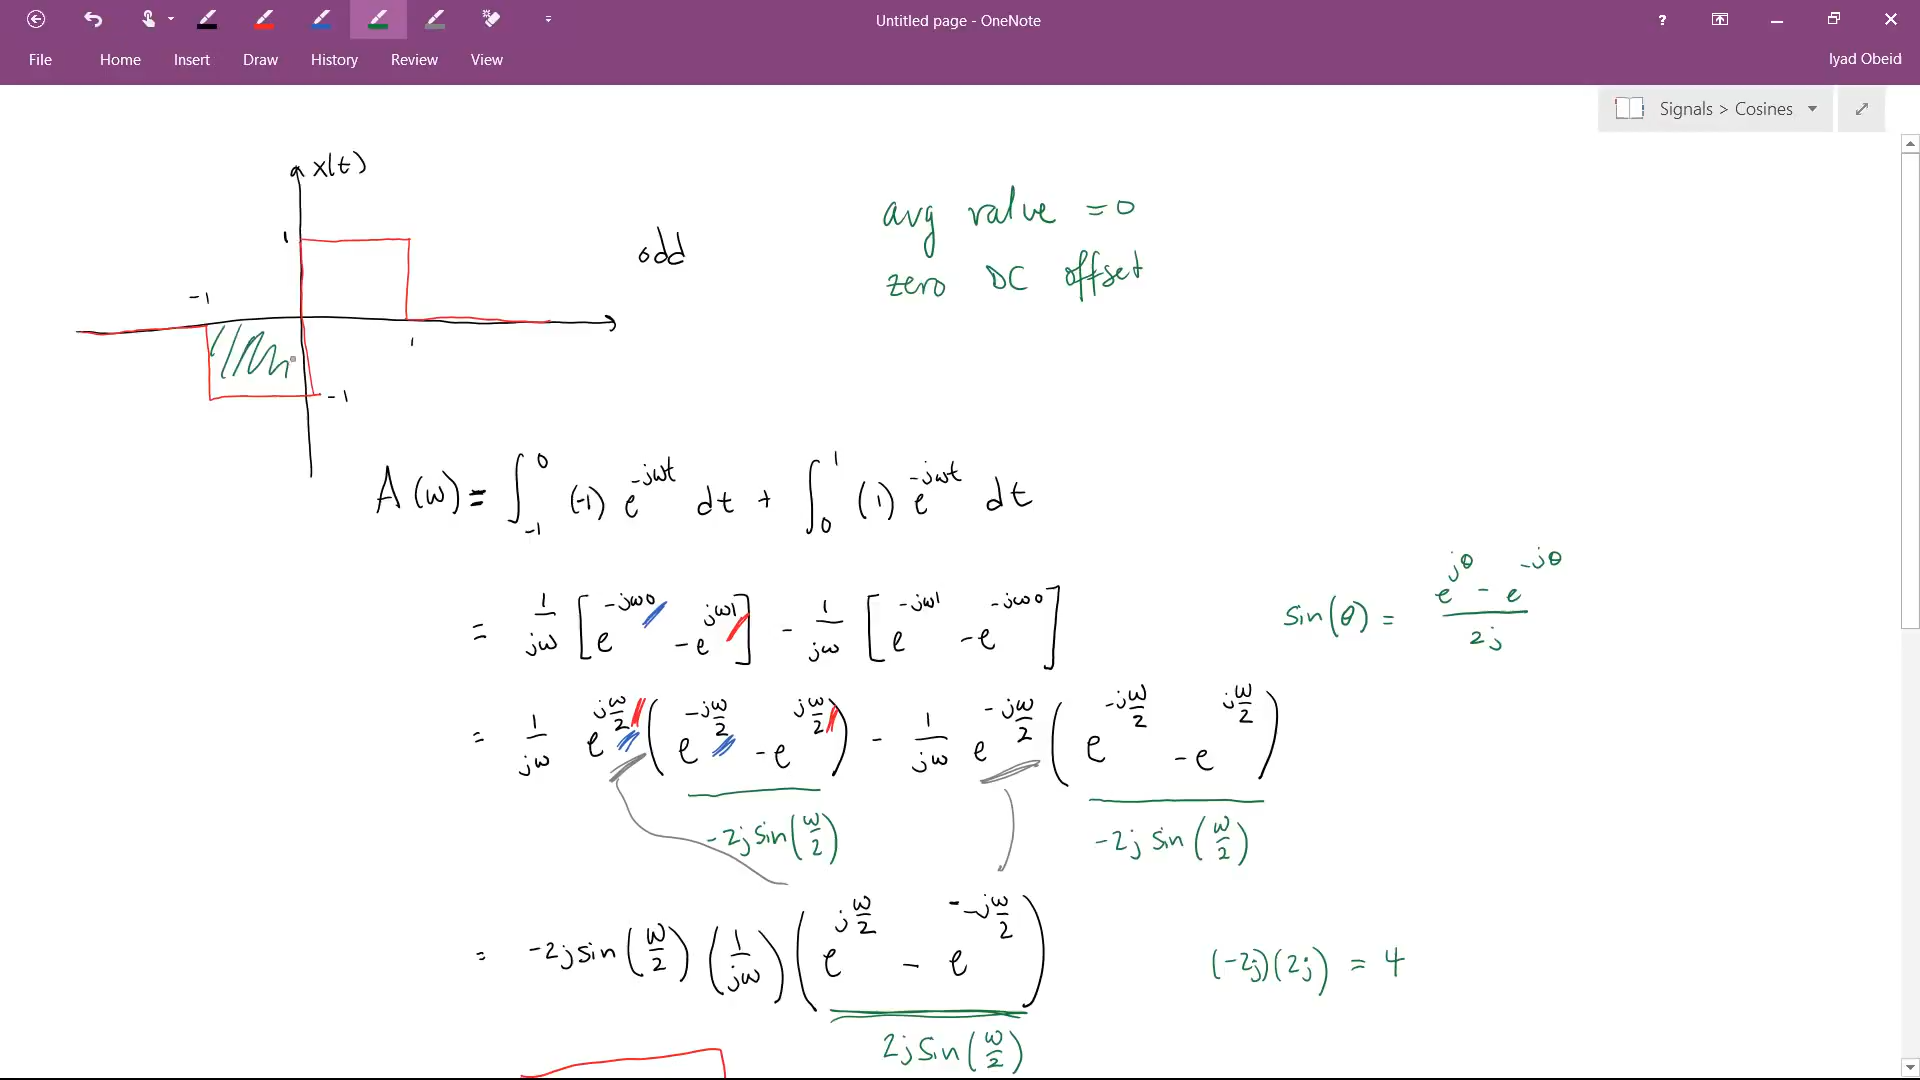 Untitled page - OneNote
?
File Home Insert Draw History Review View
Iyad Obeid
Signals > Cosines
x(t)
1
-1
1
-1
odd
avg value = 0
zero DC offset
A(ω) = ∫_{-1}^{0} (-1) e^{-jωt} dt + ∫_{0}^{1} (1) e^{-jωt} dt
= 1/jω [e^{-jω0} - e^{jω1}] - 1/jω [e^{-jω1} - e^{-jω0}]
sin(θ) = (e^{jθ} - e^{-jθ}) / 2j
= 1/jω e^{jω/2} (e^{-jω/2} - e^{jω/2}) - 1/jω e^{-jω/2} (e^{-jω/2} - e^{jω/2})
-2j sin(ω/2) -2j sin(ω/2)
= -2j sin(ω/2) (1/jω) (e^{jω/2} - e^{-jω/2})
(-2j)(2j) = 4
2j sin(ω/2)